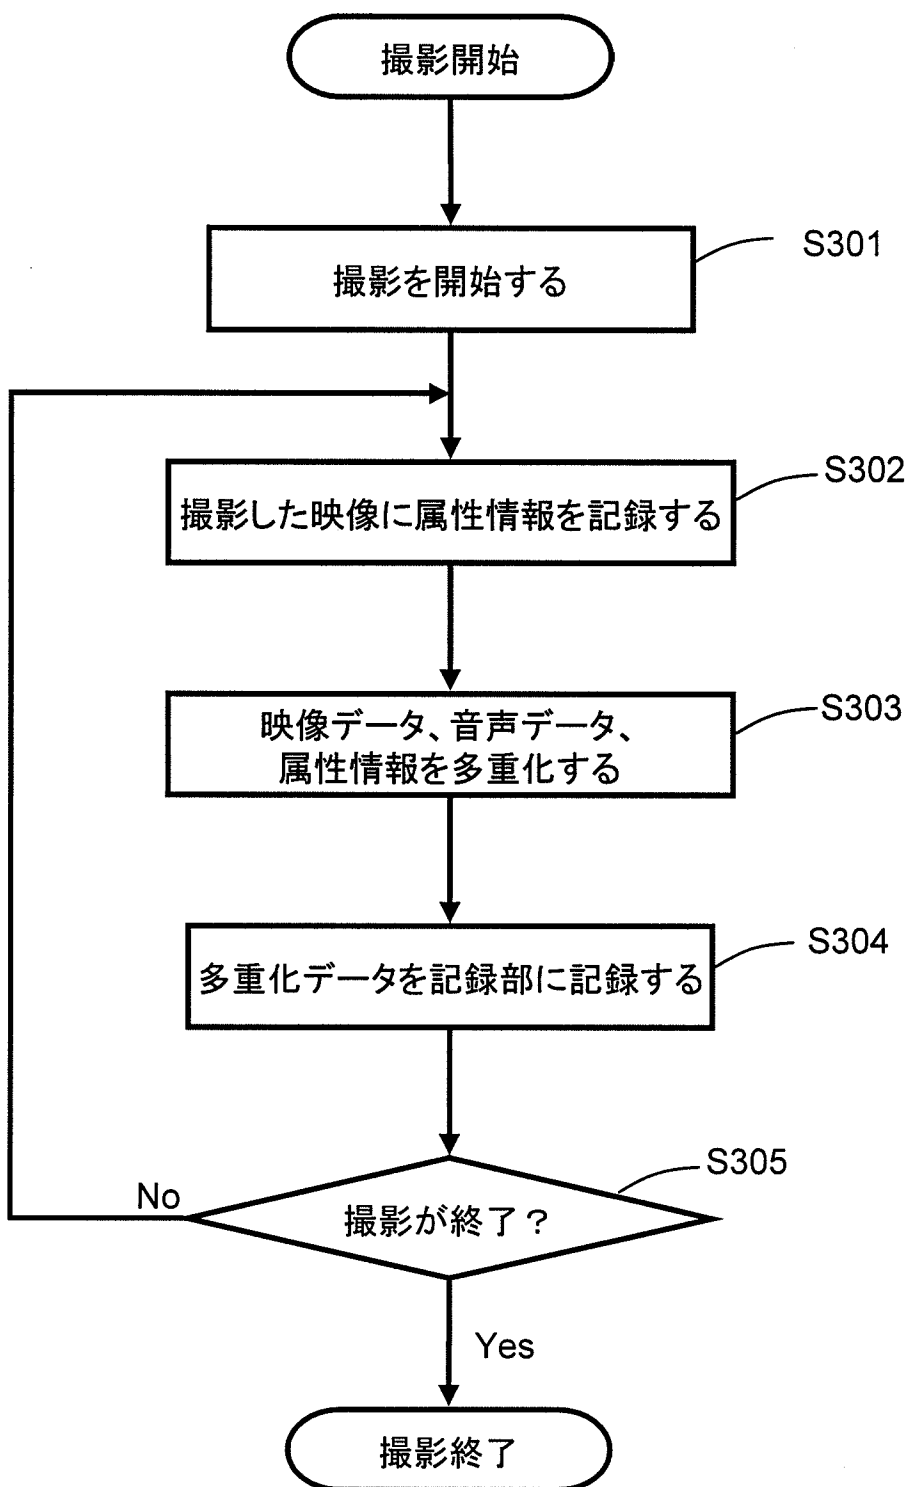 撮影開始
S301
撮影を開始する
S302
撮影した映像に属性情報を記録する
S303
映像データ、音声データ、
属性情報を多重化する
S304
多重化データを記録部に記録する
S305
撮影が終了？
No
Yes
撮影終了